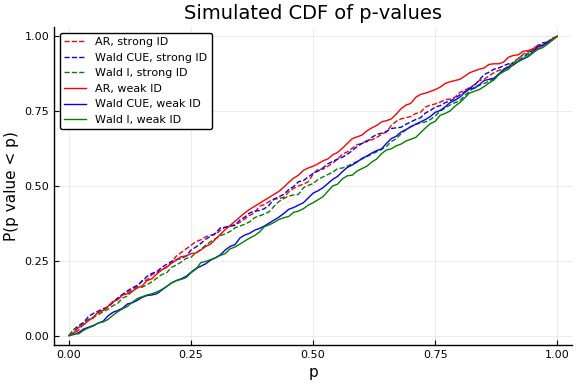 Simulated CDF of p-values
P(p value < p)
1.00
0.75
0.50
0.25
0.00
AR, strong ID
Wald CUE, strong ID
Wald I, strong ID
AR, weak ID
Wald CUE, weak ID
Wald I, weak ID
0.00 0.25 0.50 0.75 1.00
p